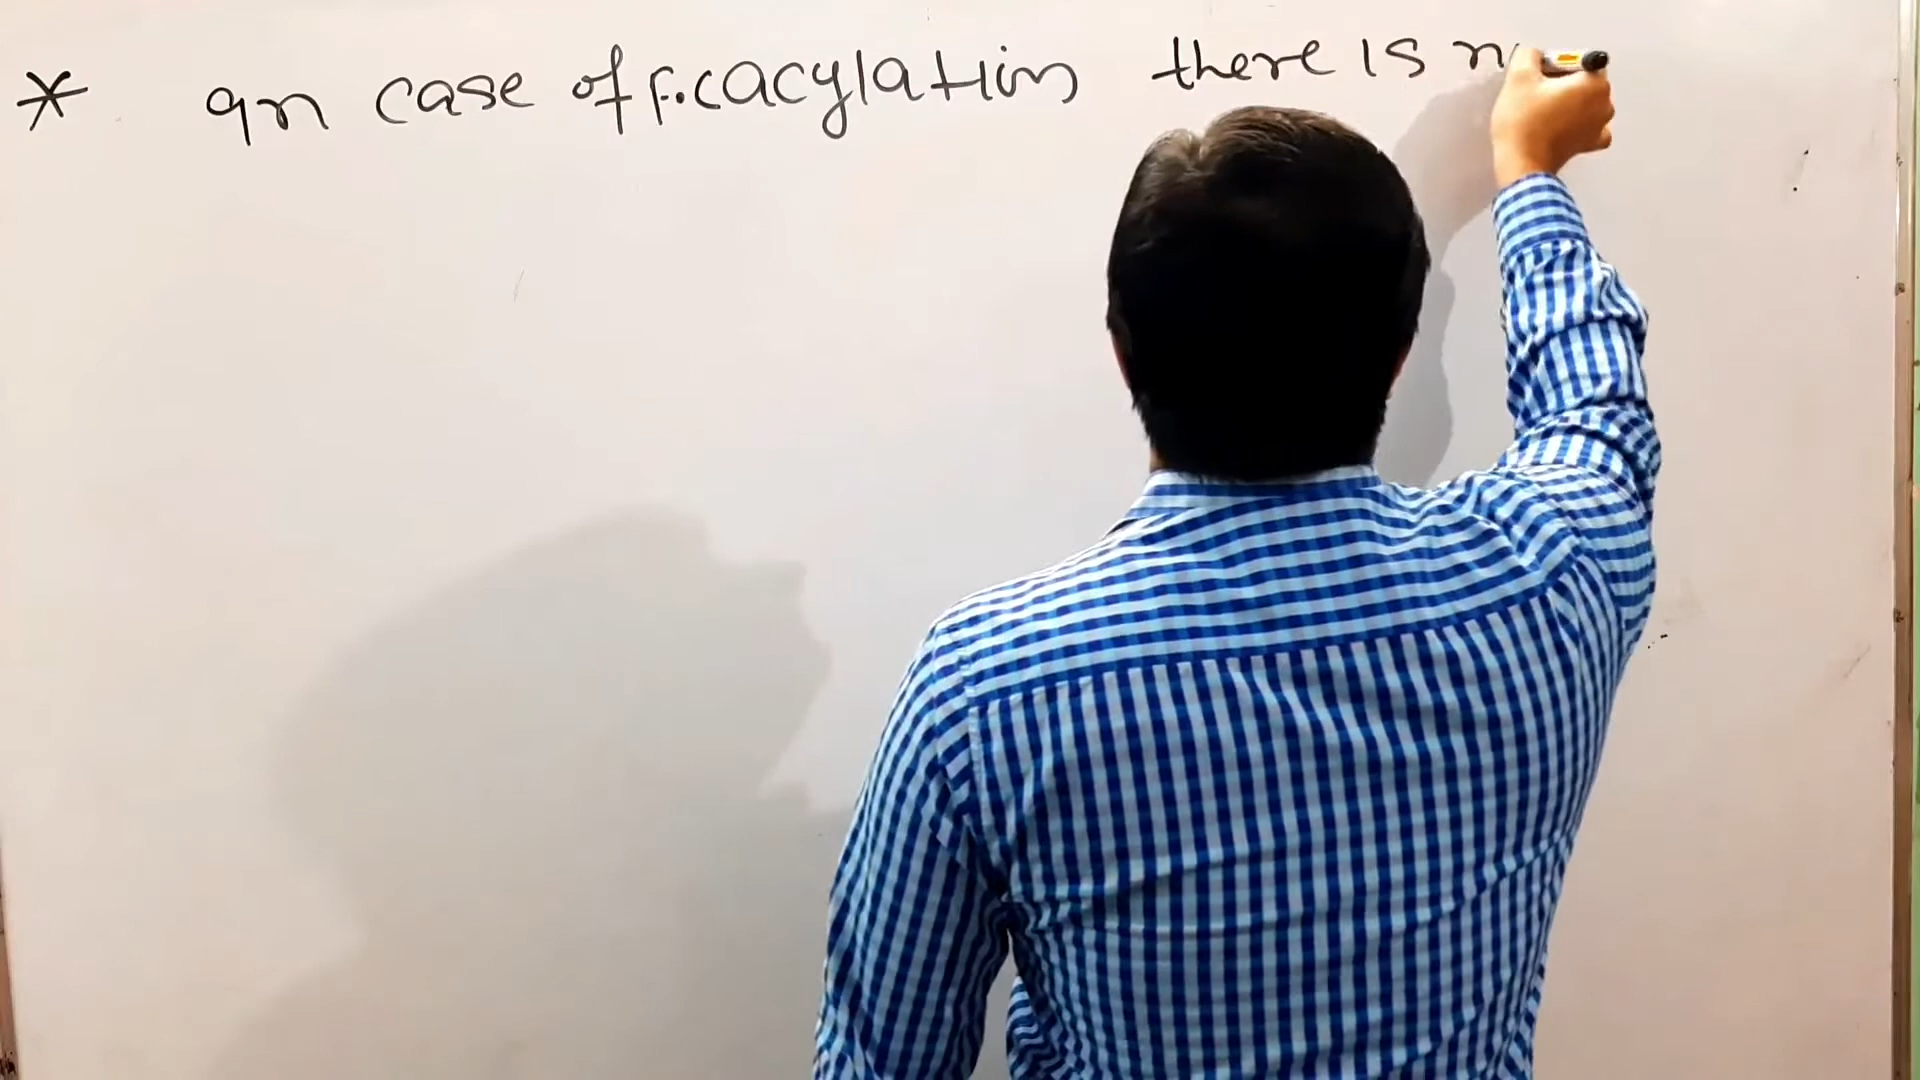 * In case of F.C acylation there is